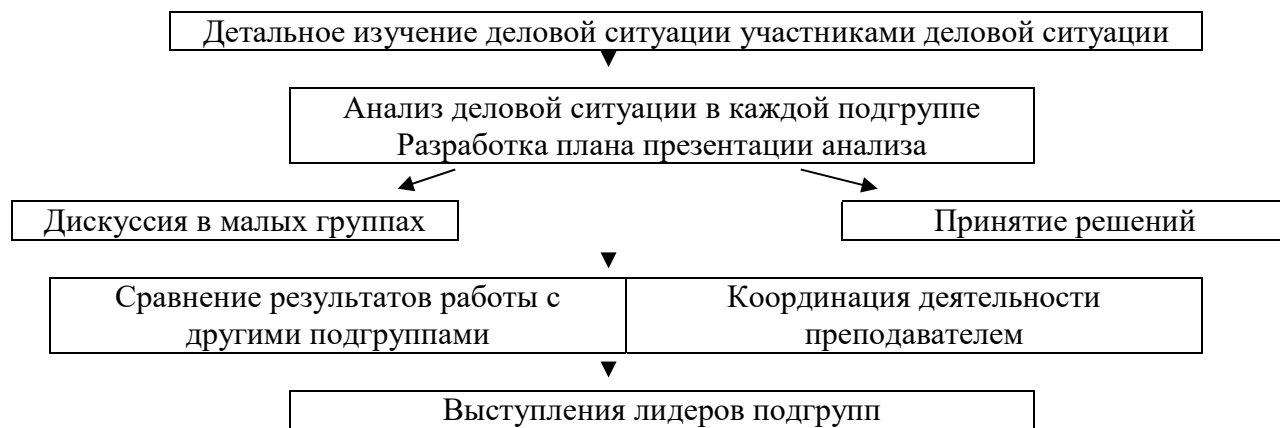 Детальное изучение деловой ситуации участниками деловой ситуации
Анализ деловой ситуации в каждой подгруппе
Разработка плана презентации анализа
Дискуссия в малых группах
Принятие решений
Сравнение результатов работы с
другими подгруппами
Координация деятельности
преподавателем
Выступления лидеров подгрупп